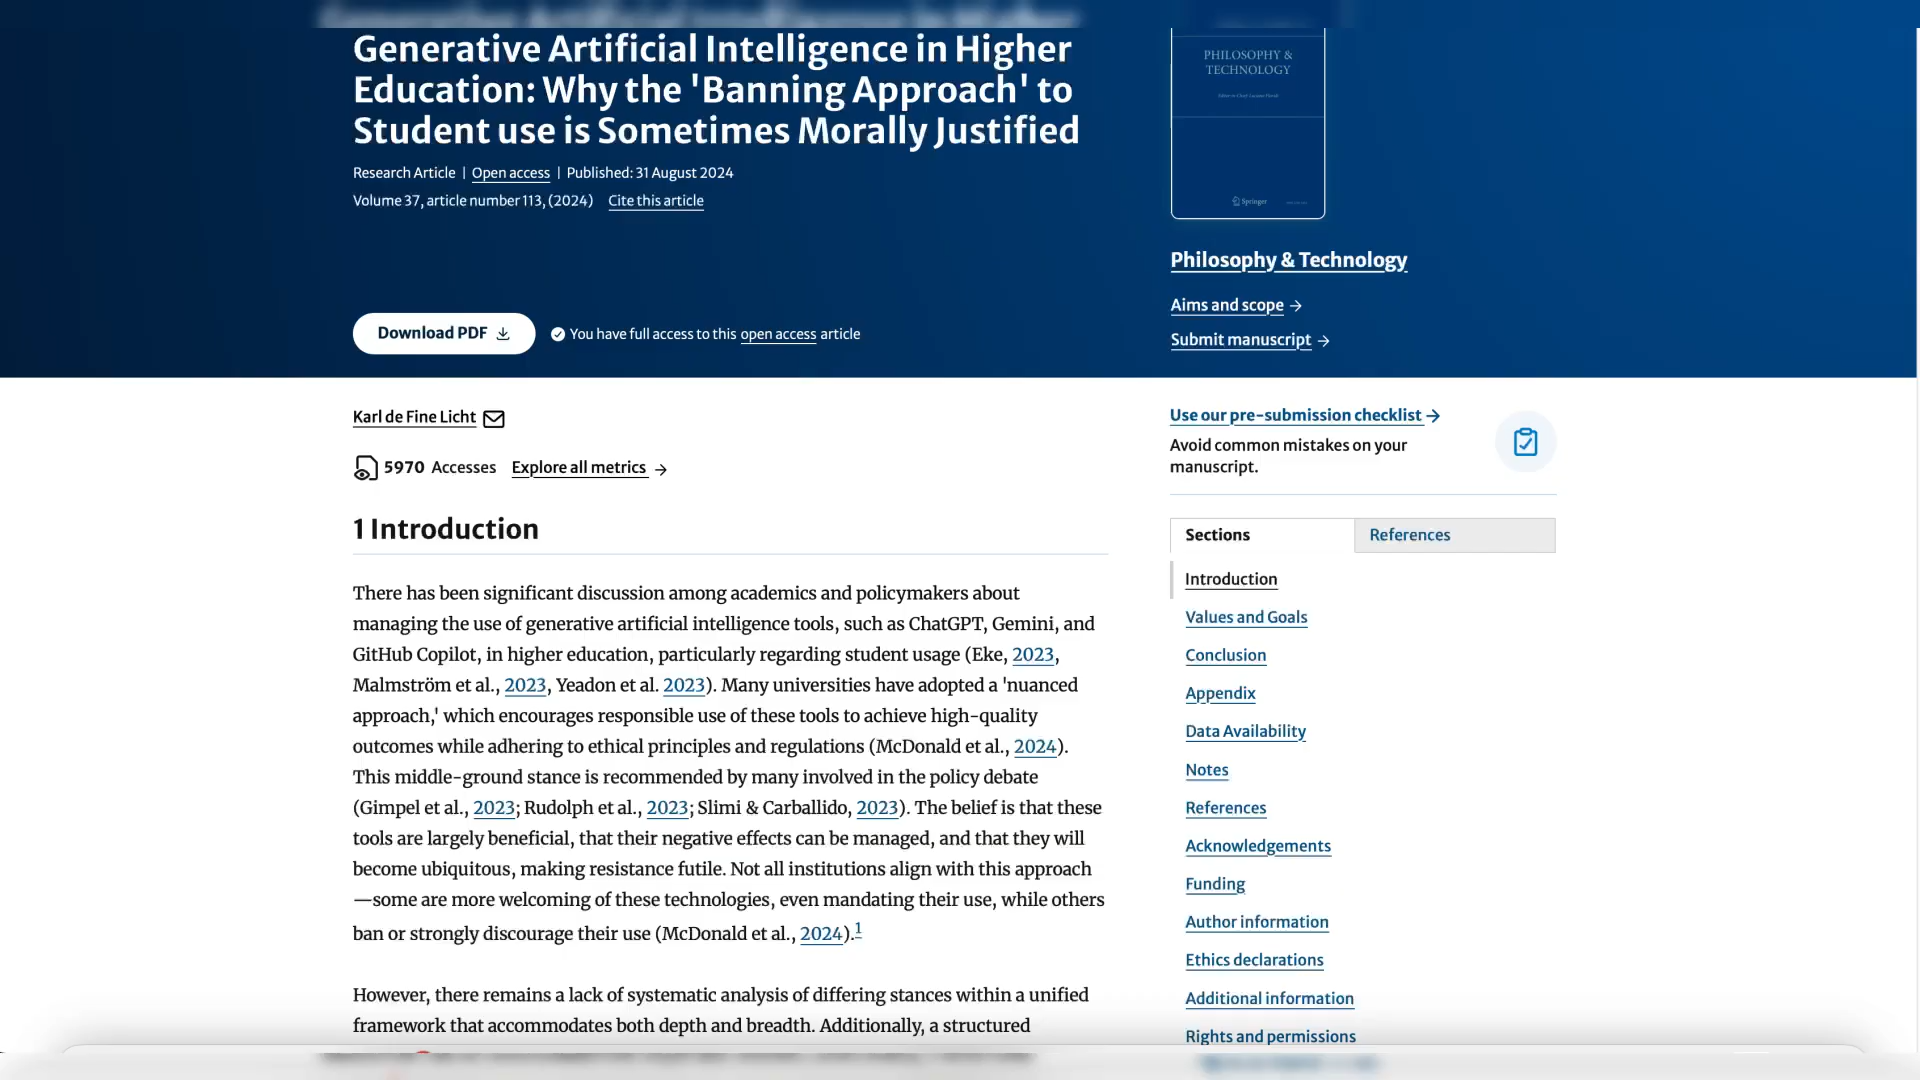 Generative Artificial Intelligence in Higher
Education: Why the 'Banning Approach' to
Student use is Sometimes Morally Justified
Research Article | Open access | Published: 31 August 2024
Volume 37, article number 113, (2024) Cite this article
Download PDF
You have full access to this open access article
PHILOSOPHY &
TECHNOLOGY
Springer
Philosophy & Technology
Aims and scope →
Submit manuscript →
Karl de Fine Licht
5970 Accesses Explore all metrics →
1 Introduction
There has been significant discussion among academics and policymakers about
managing the use of generative artificial intelligence tools, such as ChatGPT, Gemini, and
GitHub Copilot, in higher education, particularly regarding student usage (Eke, 2023,
Malmström et al., 2023, Yeadon et al. 2023). Many universities have adopted a 'nuanced
approach,' which encourages responsible use of these tools to achieve high-quality
outcomes while adhering to ethical principles and regulations (McDonald et al., 2024).
This middle-ground stance is recommended by many involved in the policy debate
(Gimpel et al., 2023; Rudolph et al., 2023; Slimi & Carballido, 2023). The belief is that these
tools are largely beneficial, that their negative effects can be managed, and that they will
become ubiquitous, making resistance futile. Not all institutions align with this approach
—some are more welcoming of these technologies, even mandating their use, while others
ban or strongly discourage their use (McDonald et al., 2024).1
However, there remains a lack of systematic analysis of differing stances within a unified
framework that accommodates both depth and breadth. Additionally, a structured
Use our pre-submission checklist →
Avoid common mistakes on your
manuscript.
Sections
References
Introduction
Values and Goals
Conclusion
Appendix
Data Availability
Notes
References
Acknowledgements
Funding
Author information
Ethics declarations
Additional information
Rights and permissions